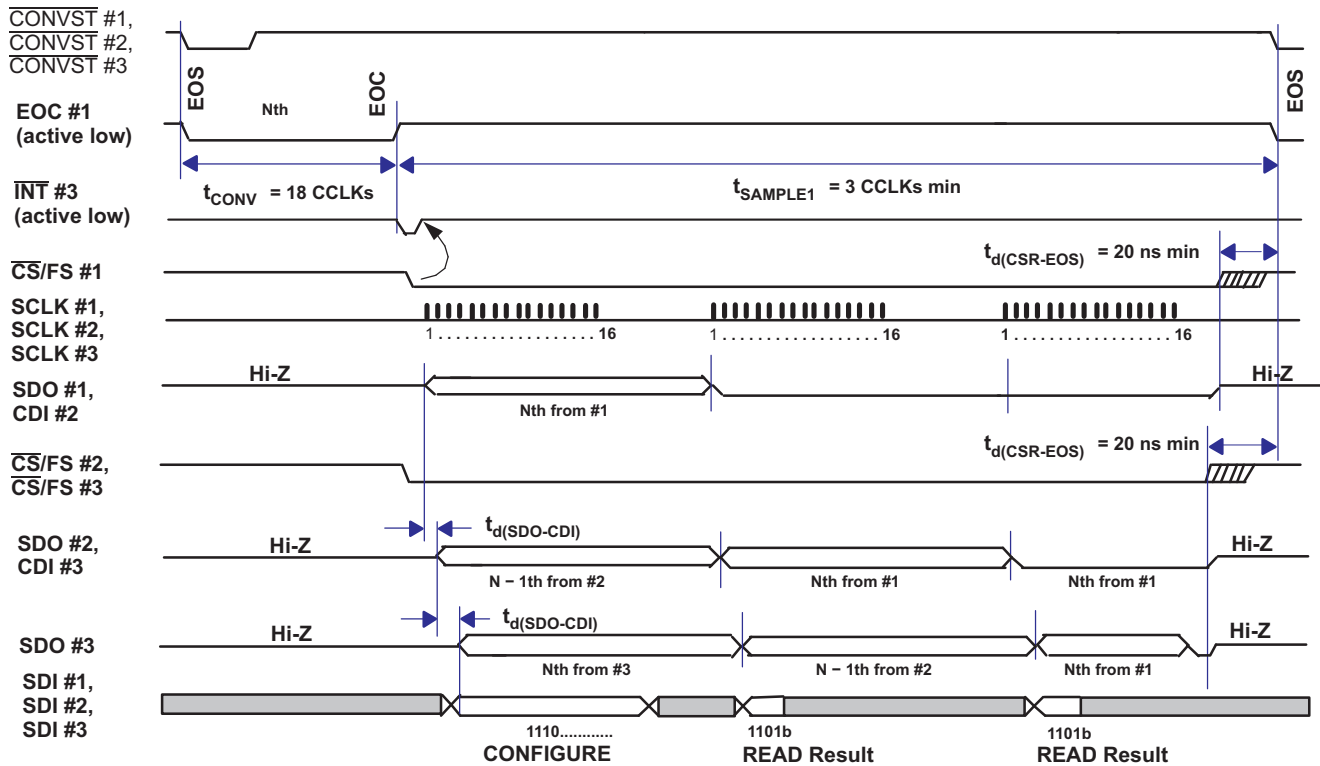 CONVST #1,
CONVST #2,
CONVST #3
EOS
EOC
EOS
EOC #1
(active low)
Nth
tCONV = 18 CCLKs
tSAMPLE1 = 3 CCLKs min
INT #3
(active low)
td(CSR-EOS) = 20 ns min
CS/FS #1
SCLK #1,
SCLK #2,
SCLK #3
1 . . . . . . . . . . . . . . . . . . 16
1 . . . . . . . . . . . . . . . . . . 16
1 . . . . . . . . . . . . . . . . . . 16
Hi-Z
Hi-Z
SDO #1,
CDI #2
Nth from #1
td(CSR-EOS) = 20 ns min
CS/FS #2,
CS/FS #3
td(SDO-CDI)
SDO #2,
CDI #3
Hi-Z
Hi-Z
N − 1th from #2
Nth from #1
Nth from #1
td(SDO-CDI)
SDO #3
Hi-Z
Hi-Z
Nth from #3
N − 1th from #2
Nth from #1
SDI #1,
SDI #2,
SDI #3
1110............
1101b
1101b
CONFIGURE
READ Result
READ Result